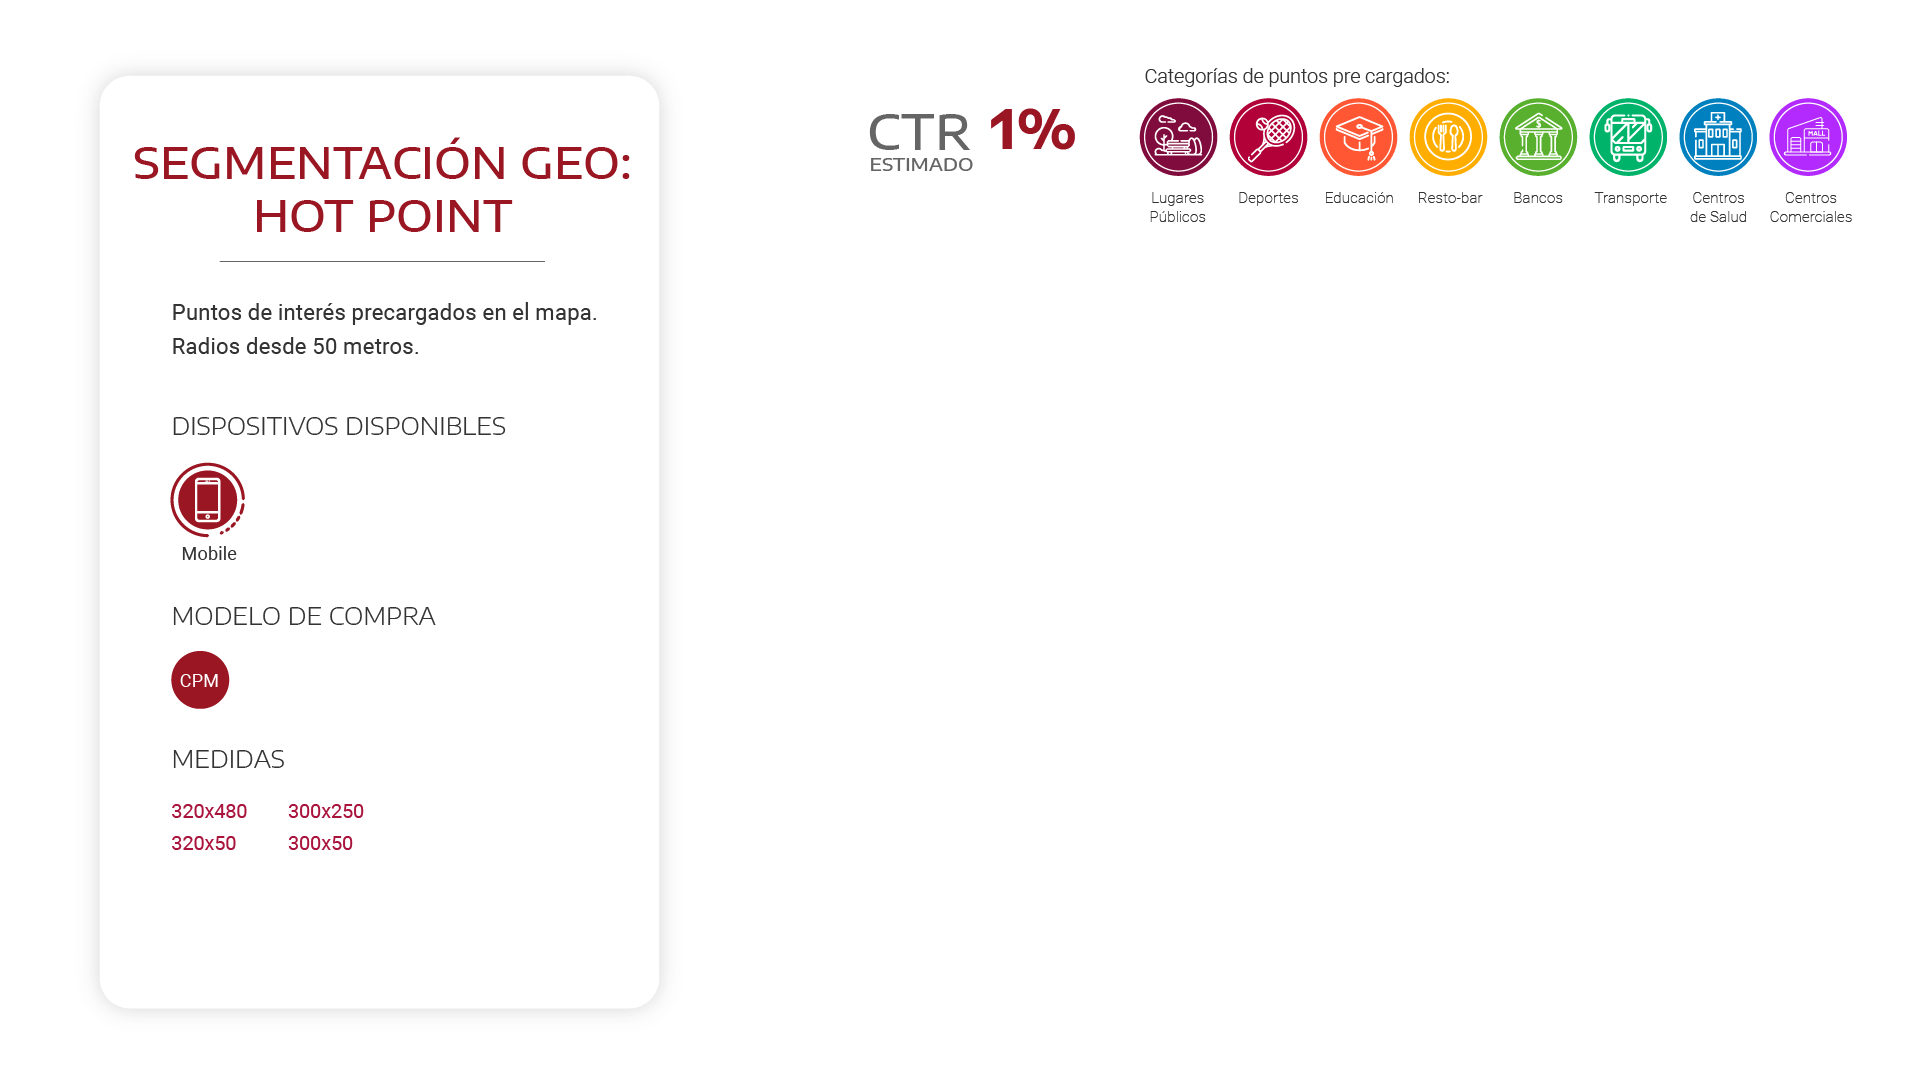 SEGMENTACIÓN GEO:
HOT POINT
Puntos de interés precargados en el mapa.
Radios desde 50 metros.
DISPOSITIVOS DISPONIBLES
Mobile
MODELO DE COMPRA
CPM
MEDIDAS
320x480 300x250
320x50 300x50
CTR 1%
ESTIMADO
Categorías de puntos pre cargados:
$
MALL
Lugares
Públicos
Deportes
Educación
Resto-bar
Bancos
Transporte
Centros
de Salud
Centros
Comerciales